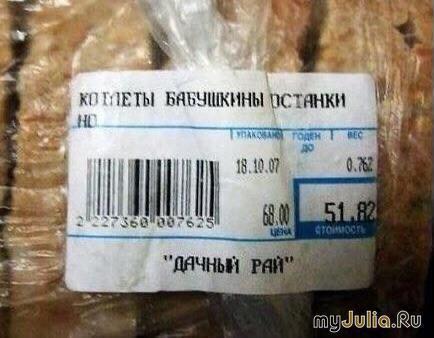 КОТЛЕТЫ БАБУШКИНЫ ОСТАНКИ
НО
УПАКОВАНО ГОДЕН ДО ВЕС
18.10.07 0.762
68.00 51.82
ЦЕНА СТОИМОСТЬ
2 227360 007625
"ДАЧНЫЙ РАЙ"
myJulia.Ru